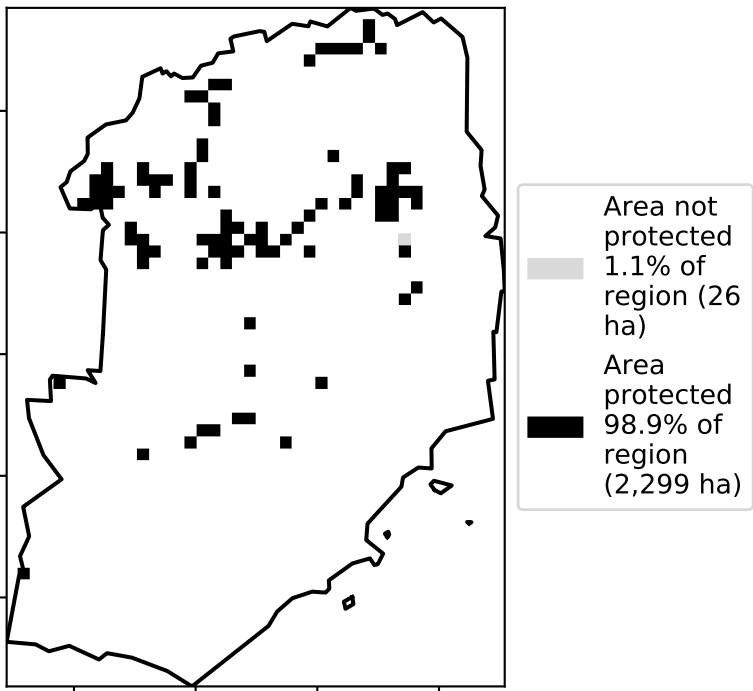 Area not
protected
1.1% of
region (26
ha)
Area
protected
98.9% of
region
(2,299 ha)